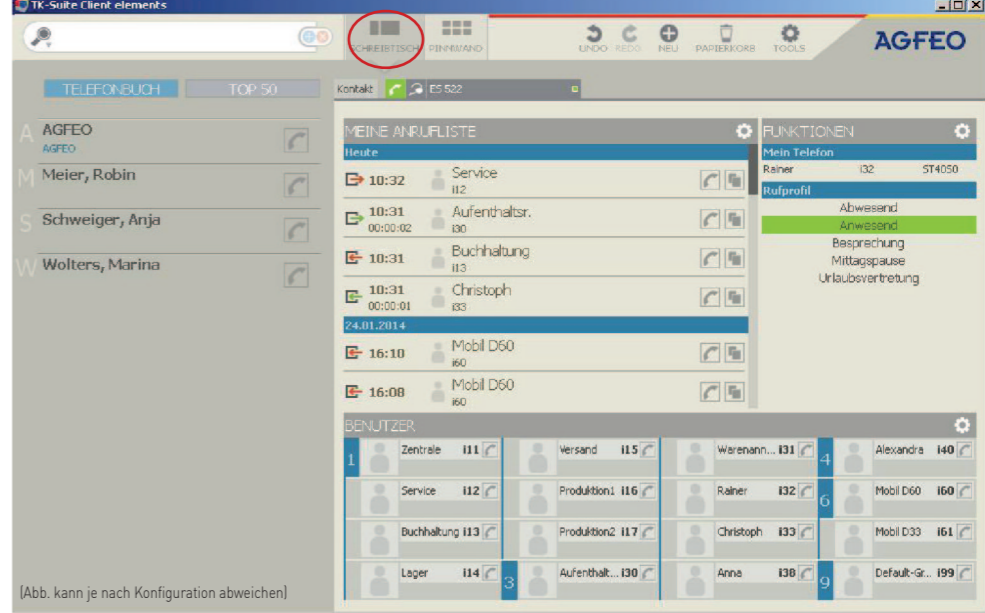 TK-Suite Client elements
SCHREIBTISCH PINNWAND UNDO REDO NEU PAPIERKORB TOOLS AGFEO
TELEFONBUCH TOP 50
A AGFEO
AGFEO
M Meier, Robin
S Schweiger, Anja
W Wolters, Marina
(Abb. kann je nach Konfiguration abweichen)
Kontakt ES 522
MEINE ANRUFLISTE
Heute
10:32 Service
i12
10:31 Aufenthaltsr.
00:00:02 i30
10:31 Buchhaltung
i13
10:31 Christoph
00:00:01 i33
24.01.2014
16:10 Mobil D60
i60
16:08 Mobil D60
i60
FUNKTIONEN
Mein Telefon
Rainer i32 ST4050
Rufprofil
Abwesend
Anwesend
Besprechung
Mittagspause
Urlaubsvertretung
BENUTZER
1 Zentrale i11 Versand i15 Warenann... i31 4 Alexandra i40
Service i12 Produktion1 i16 Rainer i32 6 Mobil D60 i60
Buchhaltung i13 Produktion2 i17 Christoph i33 Mobil D33 i61
Lager i14 3 Aufenthalt... i30 Anna i38 9 Default-Gr... i99